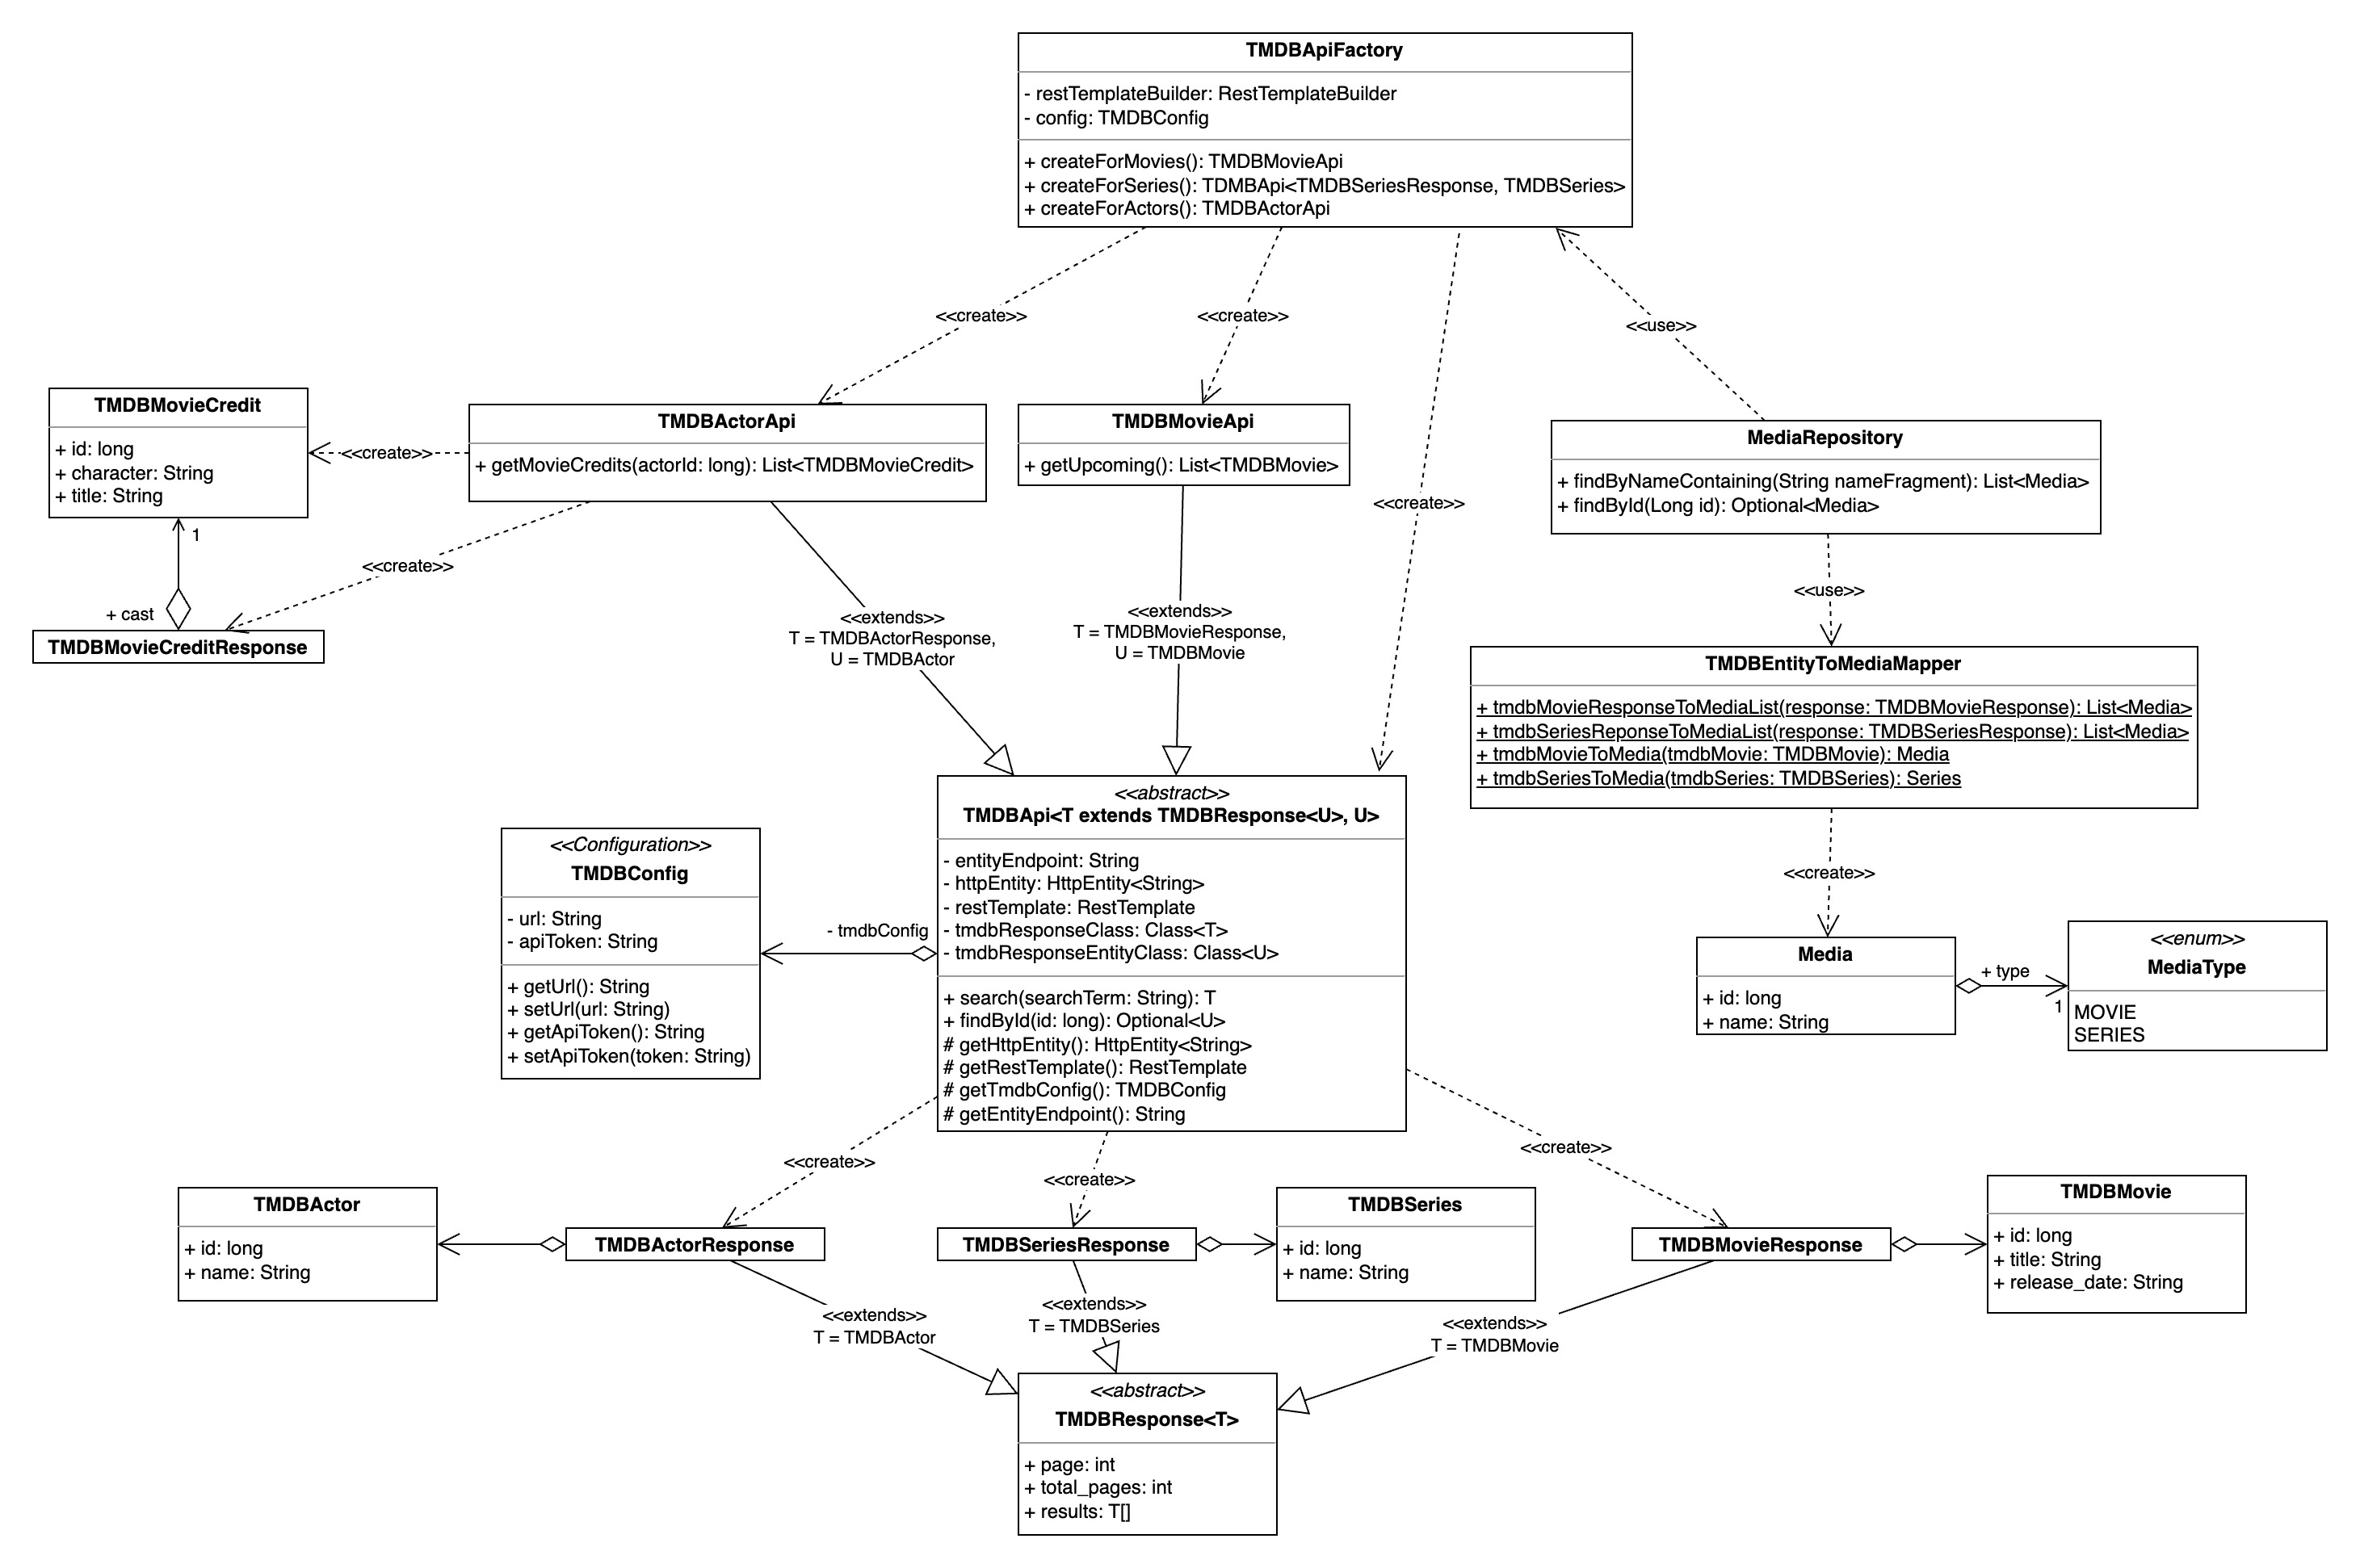 TMDBApiFactory
- restTemplateBuilder: RestTemplateBuilder
- config: TMDBConfig
+ createForMovies(): TMDBMovieApi
+ createForSeries(): TDMBApi<TMDBSeriesResponse, TMDBSeries>
+ createForActors(): TMDBActorApi
<<create>>
<<create>>
<<use>>
<<create>>
TMDBMovieCredit
+ id: long
+ character: String
+ title: String
<<create>>
TMDBActorApi
+ getMovieCredits(actorId: long): List<TMDBMovieCredit>
TMDBMovieApi
+ getUpcoming(): List<TMDBMovie>
MediaRepository
+ findByNameContaining(String nameFragment): List<Media>
+ findById(Long id): Optional<Media>
1
+ cast
<<create>>
TMDBMovieCreditResponse
<<extends>>
T = TMDBActorResponse,
U = TMDBActor
<<extends>>
T = TMDBMovieResponse,
U = TMDBMovie
<<use>>
TMDBEntityToMediaMapper
+ tmdbMovieResponseToMediaList(response: TMDBMovieResponse): List<Media>
+ tmdbSeriesReponseToMediaList(response: TMDBSeriesResponse): List<Media>
+ tmdbMovieToMedia(tmdbMovie: TMDBMovie): Media
+ tmdbSeriesToMedia(tmdbSeries: TMDBSeries): Series
<<create>>
<<Configuration>>
TMDBConfig
- url: String
- apiToken: String
+ getUrl(): String
+ setUrl(url: String)
+ getApiToken(): String
+ setApiToken(token: String)
- tmdbConfig
<<abstract>>
TMDBApi<T extends TMDBResponse<U>, U>
- entityEndpoint: String
- httpEntity: HttpEntity<String>
- restTemplate: RestTemplate
- tmdbResponseClass: Class<T>
- tmdbResponseEntityClass: Class<U>
+ search(searchTerm: String): T
+ findById(id: long): Optional<U>
# getHttpEntity(): HttpEntity<String>
# getRestTemplate(): RestTemplate
# getTmdbConfig(): TMDBConfig
# getEntityEndpoint(): String
Media
+ id: long
+ name: String
+ type
1
<<enum>>
MediaType
MOVIE
SERIES
<<create>>
<<create>>
<<create>>
TMDBActor
+ id: long
+ name: String
TMDBActorResponse
TMDBSeriesResponse
TMDBSeries
+ id: long
+ name: String
TMDBMovieResponse
TMDBMovie
+ id: long
+ title: String
+ release_date: String
<<extends>>
T = TMDBActor
<<extends>>
T = TMDBSeries
<<extends>>
T = TMDBMovie
<<abstract>>
TMDBResponse<T>
+ page: int
+ total_pages: int
+ results: T[]